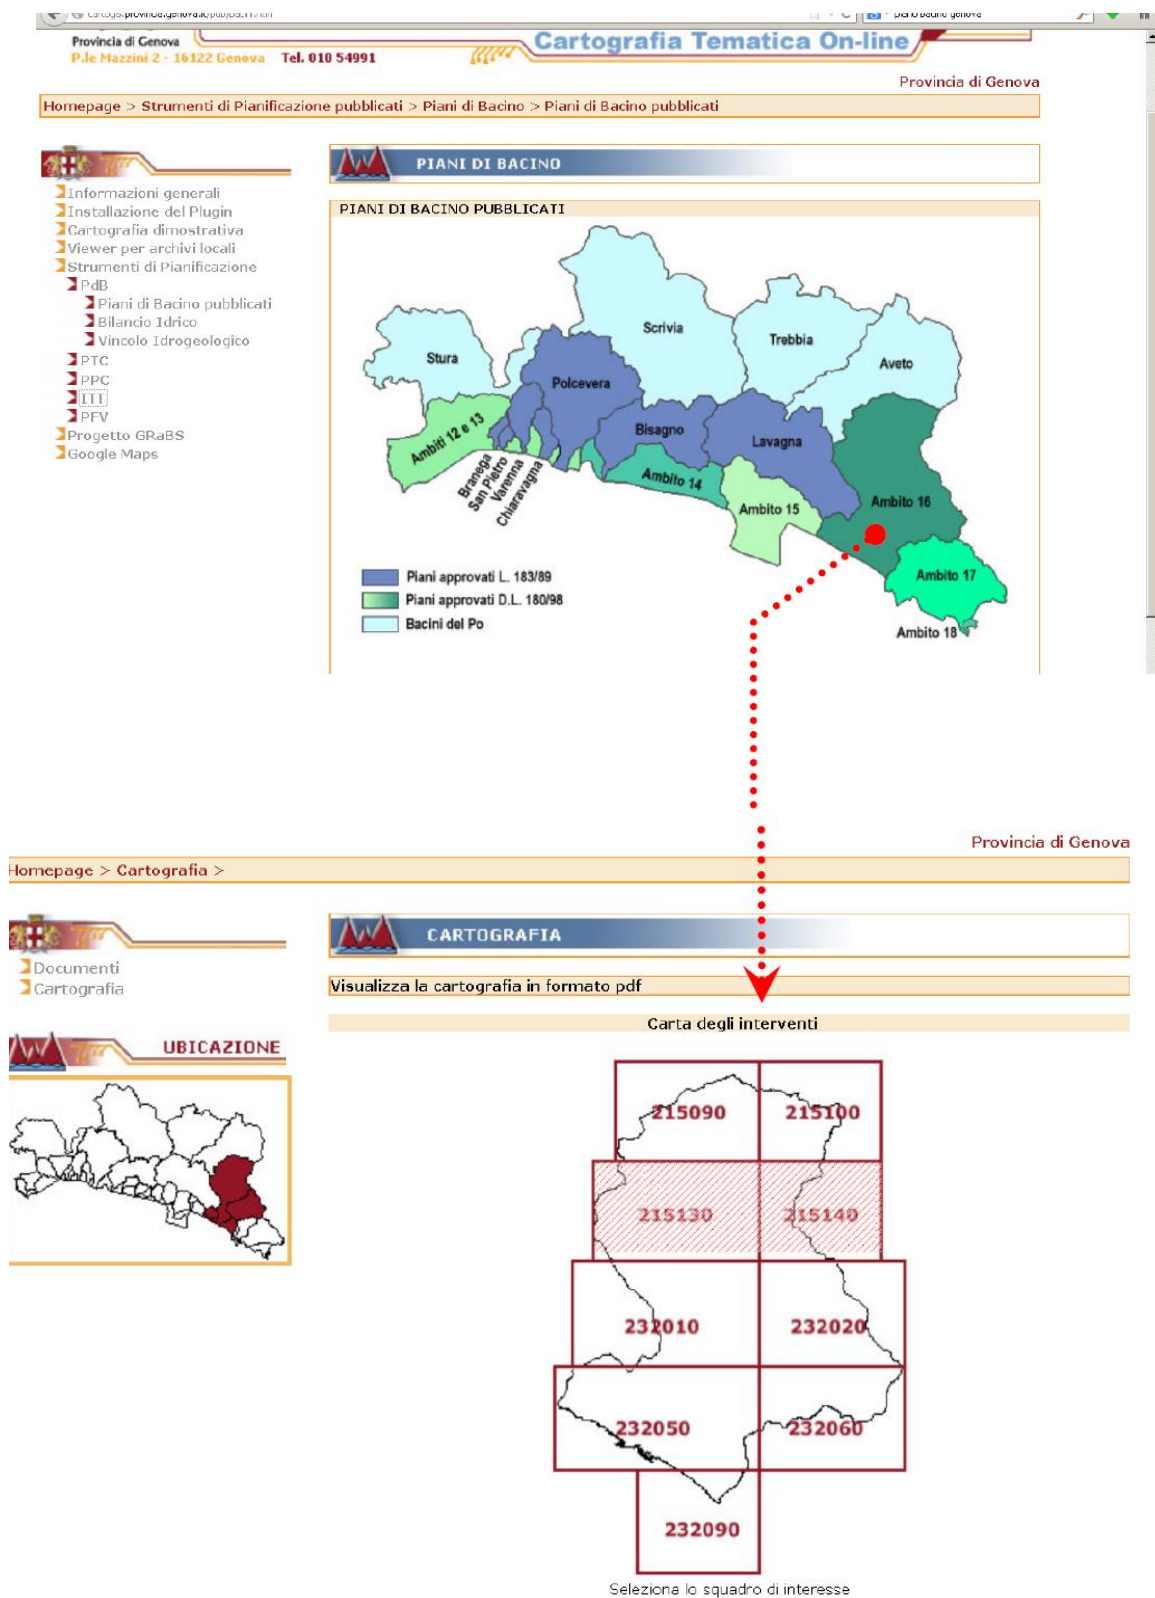 piano bacino genova
Provincia di Genova
Cartografia Tematica On-line
P.le Mazzini 2 - 16122 Genova Tel. 010 54991
Provincia di Genova
Homepage > Strumenti di Pianificazione pubblicati > Piani di Bacino > Piani di Bacino pubblicati
PIANI DI BACINO
Informazioni generali
Installazione del Plugin
Cartografia dimostrativa
Viewer per archivi locali
Strumenti di Pianificazione
PdB
Piani di Bacino pubblicati
Bilancio Idrico
Vincolo Idrogeologico
PTC
PPC
ITT
PFV
Progetto GRaBS
Google Maps
PIANI DI BACINO PUBBLICATI
Scrivia
Trebbia
Stura
Aveto
Polcevera
Ambiti 12 e 13
Bisagno
Lavagna
Branega
San Pietro
Varenna
Chiaravagna
Ambito 14
Ambito 15
Ambito 16
Ambito 17
Ambito 18
Piani approvati L. 183/89
Piani approvati D.L. 180/98
Bacini del Po
Provincia di Genova
Homepage > Cartografia >
CARTOGRAFIA
Documenti
Cartografia
Visualizza la cartografia in formato pdf
Carta degli interventi
UBICAZIONE
215090 215100
215130 215140
232010 232020
232050 232060
232090
Seleziona lo squadro di interesse